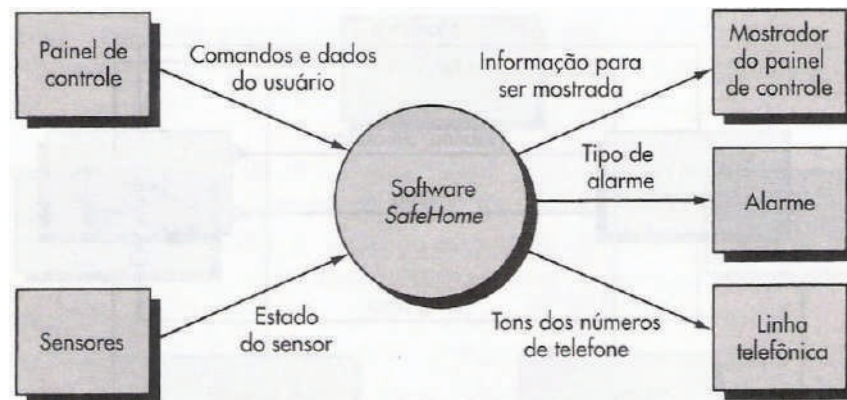 Painel de
controle
Comandos e dados
do usuário
Informação para
ser mostrada
Mostrador
do painel
de controle
Software
SafeHome
Tipo de
alarme
Alarme
Sensores
Estado
do sensor
Tons dos números
de telefone
Linha
telefônica